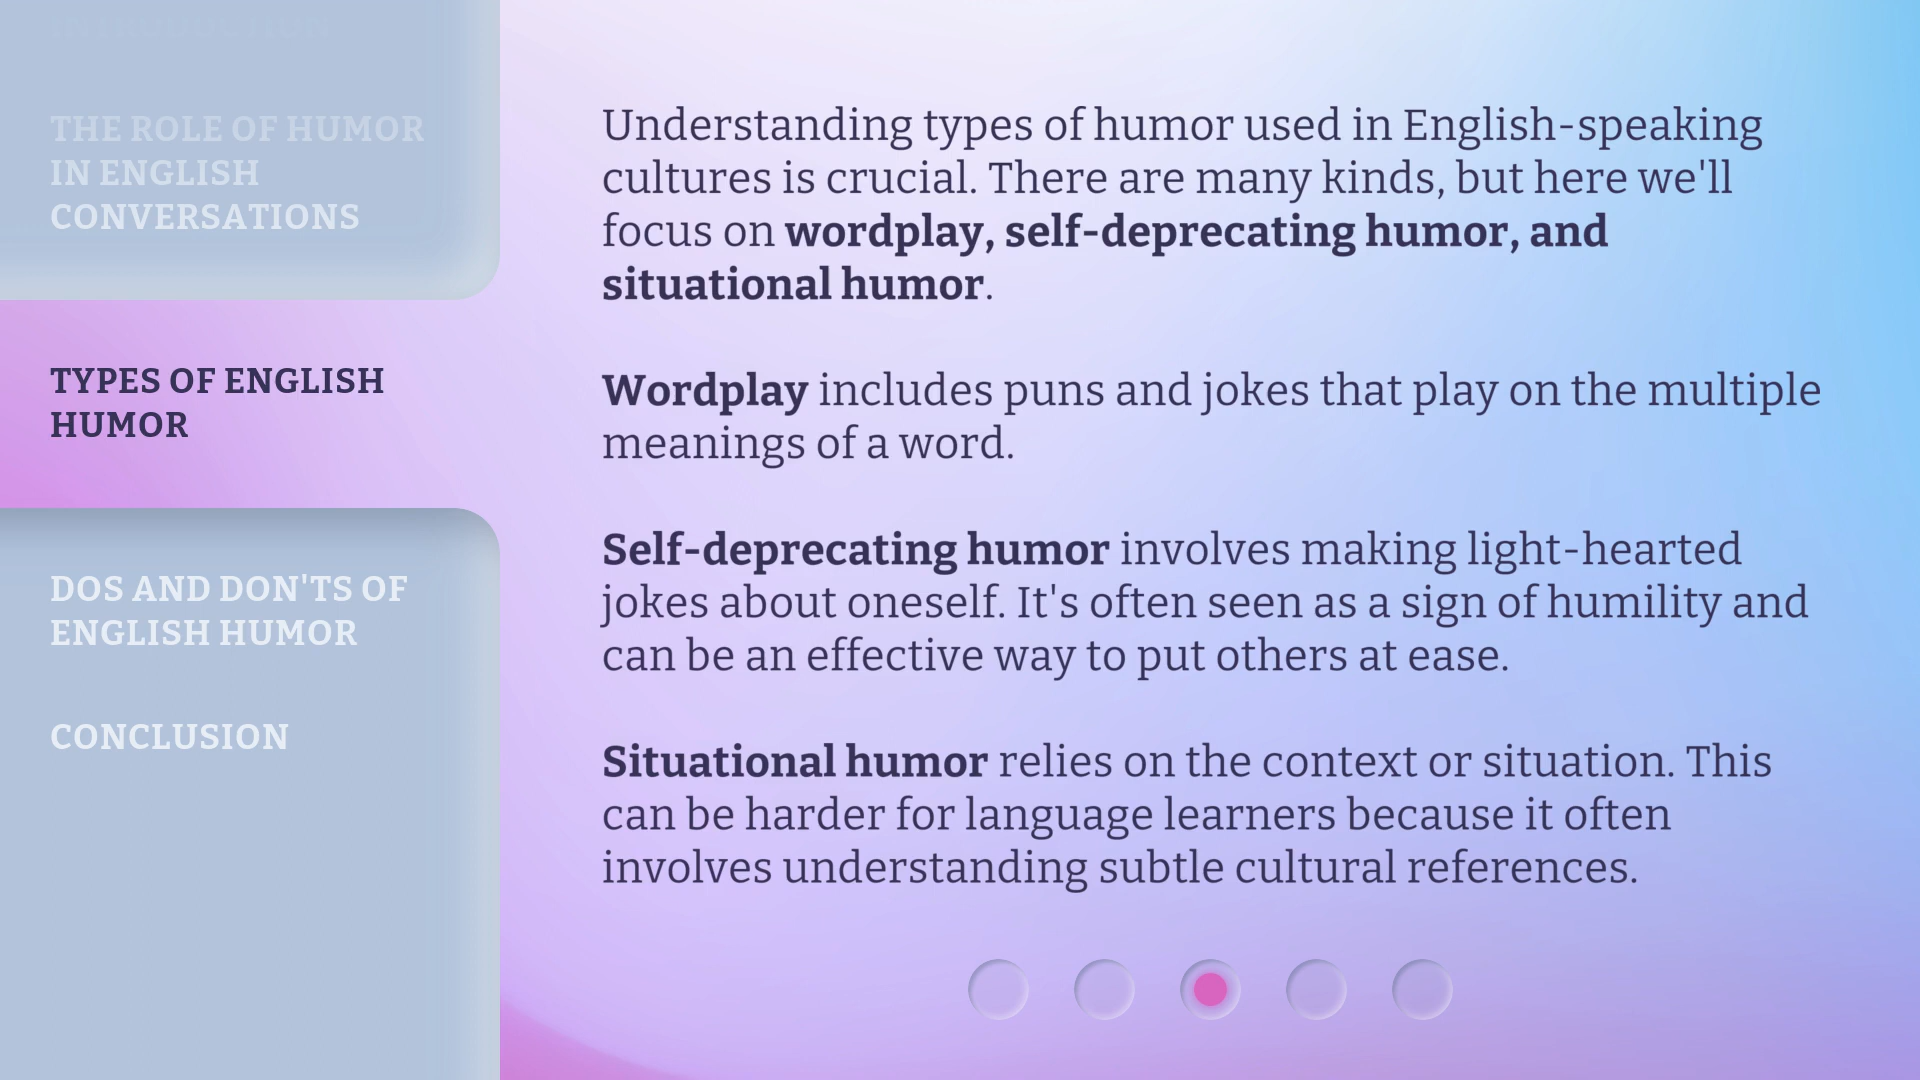 INTRODUCTION
THE ROLE OF HUMOR
IN ENGLISH
CONVERSATIONS
TYPES OF ENGLISH
HUMOR
DOS AND DON'TS OF
ENGLISH HUMOR
CONCLUSION
Understanding types of humor used in English-speaking
cultures is crucial. There are many kinds, but here we'll
focus on wordplay, self-deprecating humor, and
situational humor.
Wordplay includes puns and jokes that play on the multiple
meanings of a word.
Self-deprecating humor involves making light-hearted
jokes about oneself. It's often seen as a sign of humility and
can be an effective way to put others at ease.
Situational humor relies on the context or situation. This
can be harder for language learners because it often
involves understanding subtle cultural references.